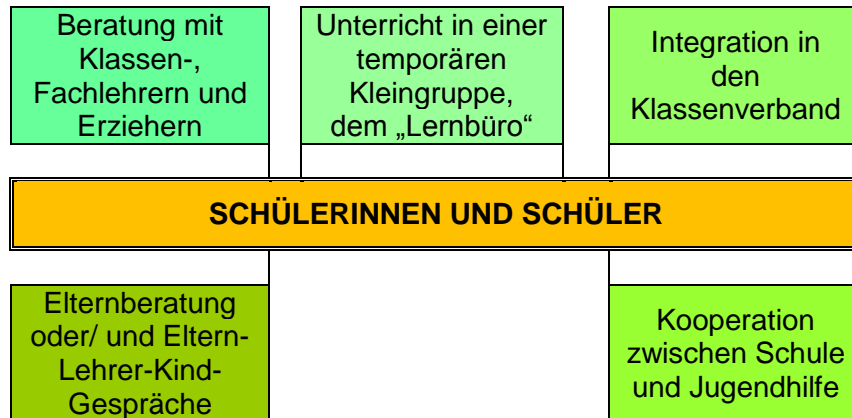 Beratung mit
Klassen-,
Fachlehrern und
Erziehern
Unterricht in einer
temporären
Kleingruppe,
dem „Lernbüro“
Integration in
den
Klassenverband
SCHÜLERINNEN UND SCHÜLER
Elternberatung
oder/ und Eltern-
Lehrer-Kind-
Gespräche
Kooperation
zwischen Schule
und Jugendhilfe